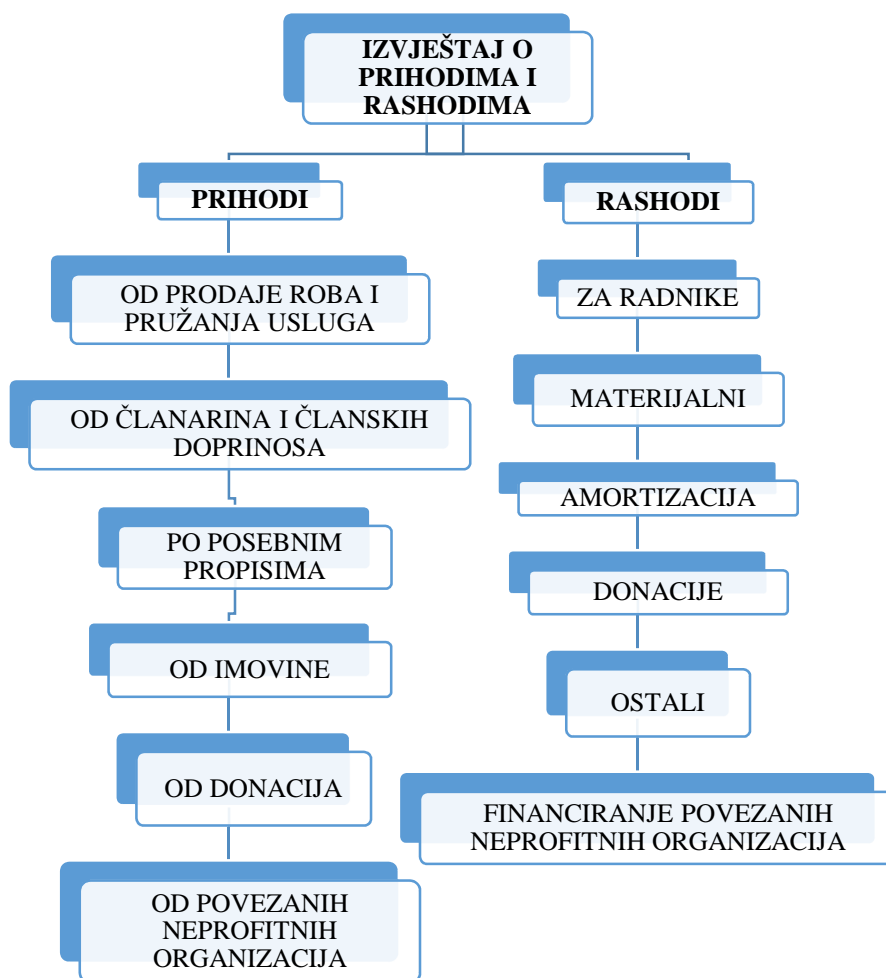 IZVJEŠTAJ O
PRIHODIMA I
RASHODIMA
PRIHODI
OD PRODAJE ROBA I
PRUŽANJA USLUGA
OD ČLANARINA I ČLANSKIH
DOPRINOSA
PO POSEBNIM
PROPISIMA
OD IMOVINE
OD DONACIJA
OD POVEZANIH
NEPROFITNIH
ORGANIZACIJA
RASHODI
ZA RADNIKE
MATERIJALNI
AMORTIZACIJA
DONACIJE
OSTALI
FINANCIRANJE POVEZANIH
NEPROFITNIH ORGANIZACIJA